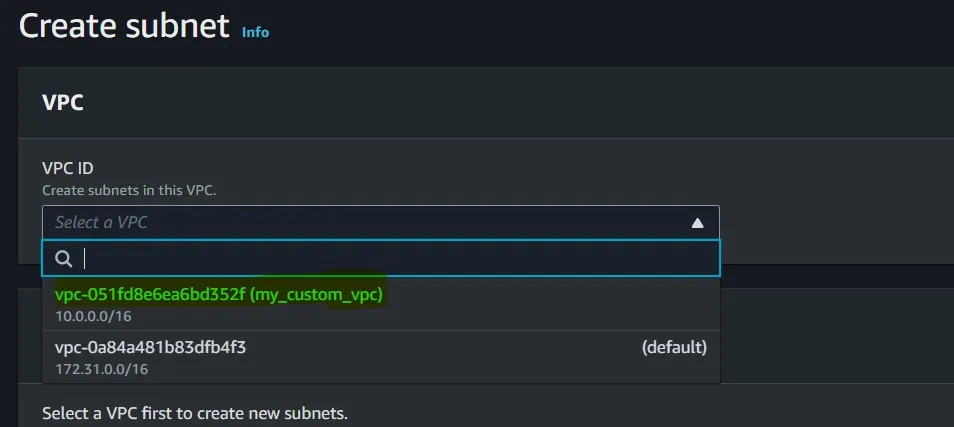 Create subnet Info
VPC
VPC ID
Create subnets in this VPC.
Select a VPC
vpc-051fd8e6ea6bd352f (my_custom_vpc)
10.0.0.0/16
vpc-0a84a481b83dfb4f3 (default)
172.31.0.0/16
Select a VPC first to create new subnets.